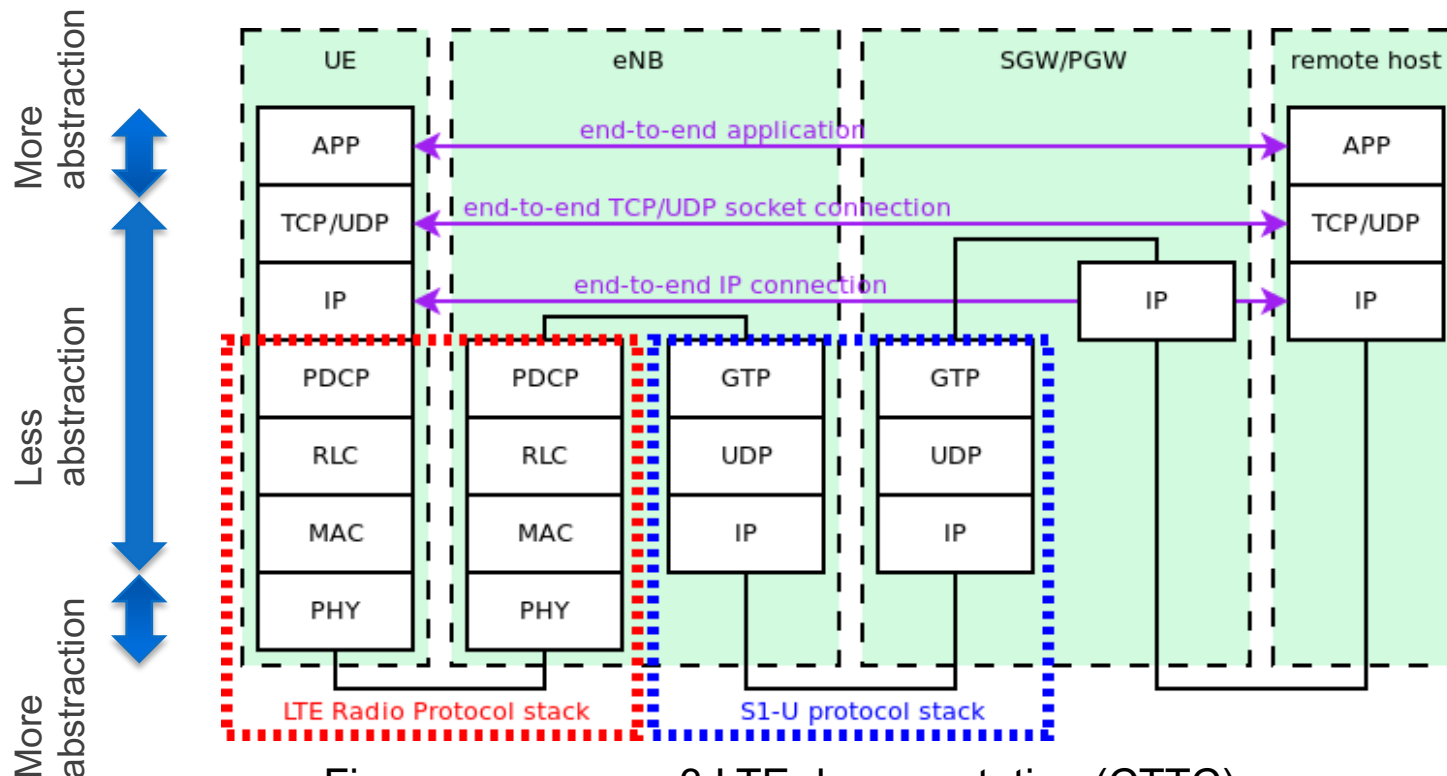 More
abstraction
Less
abstraction
More
abstraction
UE
eNB
SGW/PGW
remote host
end-to-end application
end-to-end TCP/UDP socket connection
end-to-end IP connection
APP
TCP/UDP
IP
PDCP
RLC
MAC
PHY
PDCP
RLC
MAC
PHY
GTP
UDP
IP
GTP
UDP
IP
IP
APP
TCP/UDP
IP
LTE Radio Protocol stack
S1-U protocol stack